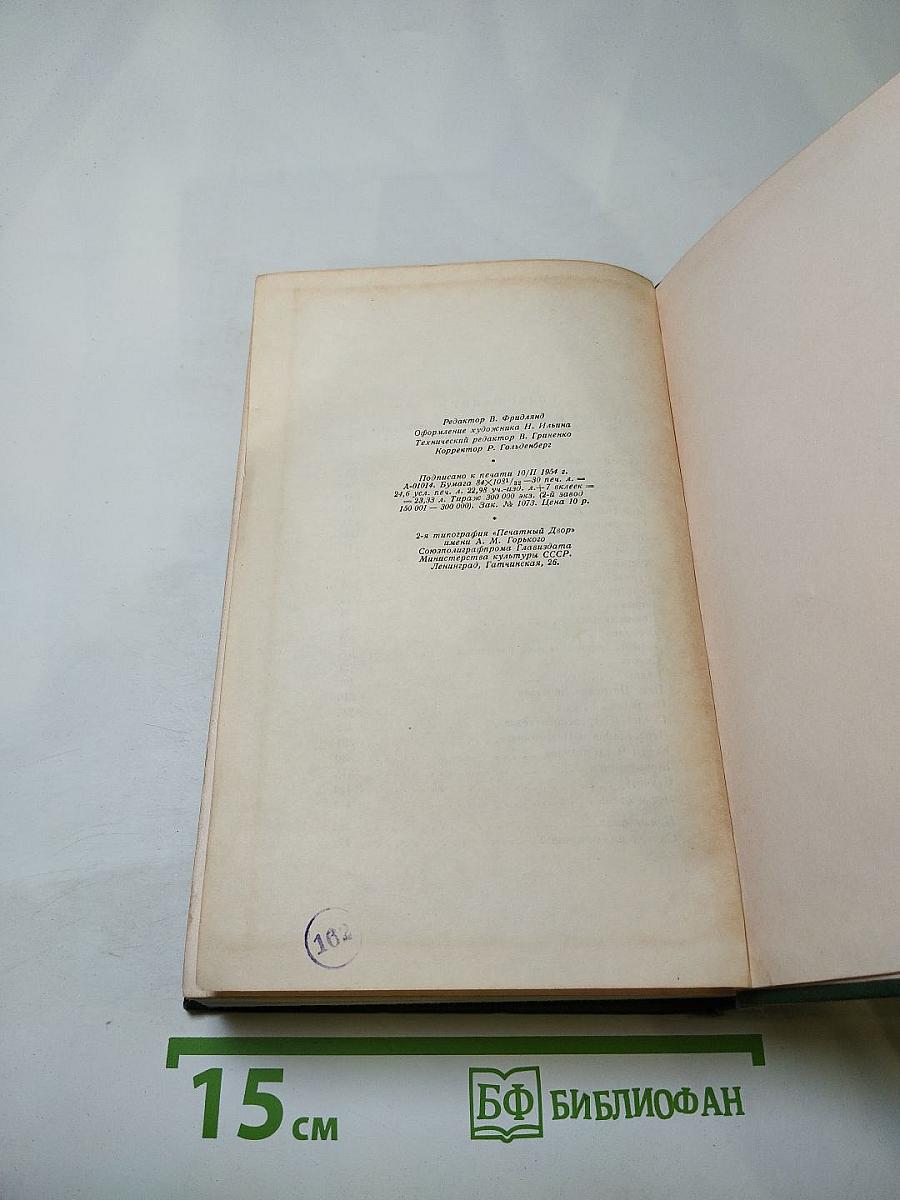 Редактор В. Фридлянд
Оформление художника Н. Ильина
Технический редактор В. Гриненко
Корректор Р. Гольденберг
Подписано к печати 10/II 1954 г.
А-01014. Бумага 84×108¹/₃₂—30 печ. л. =
24,6 усл. печ. л. 22,98 уч.-изд. л.+7 вклеек =
= 23,33 л. Тираж 300 000 экз. (2-й завод
150 001 — 300 000). Зак. № 1073. Цена 10 р.
2-я типография «Печатный Двор»
имени А. М. Горького
Союзполиграфпрома Главиздата
Министерства культуры СССР.
Ленинград, Гатчинская, 26.
162
15 см
БФ БИБЛИОФАН